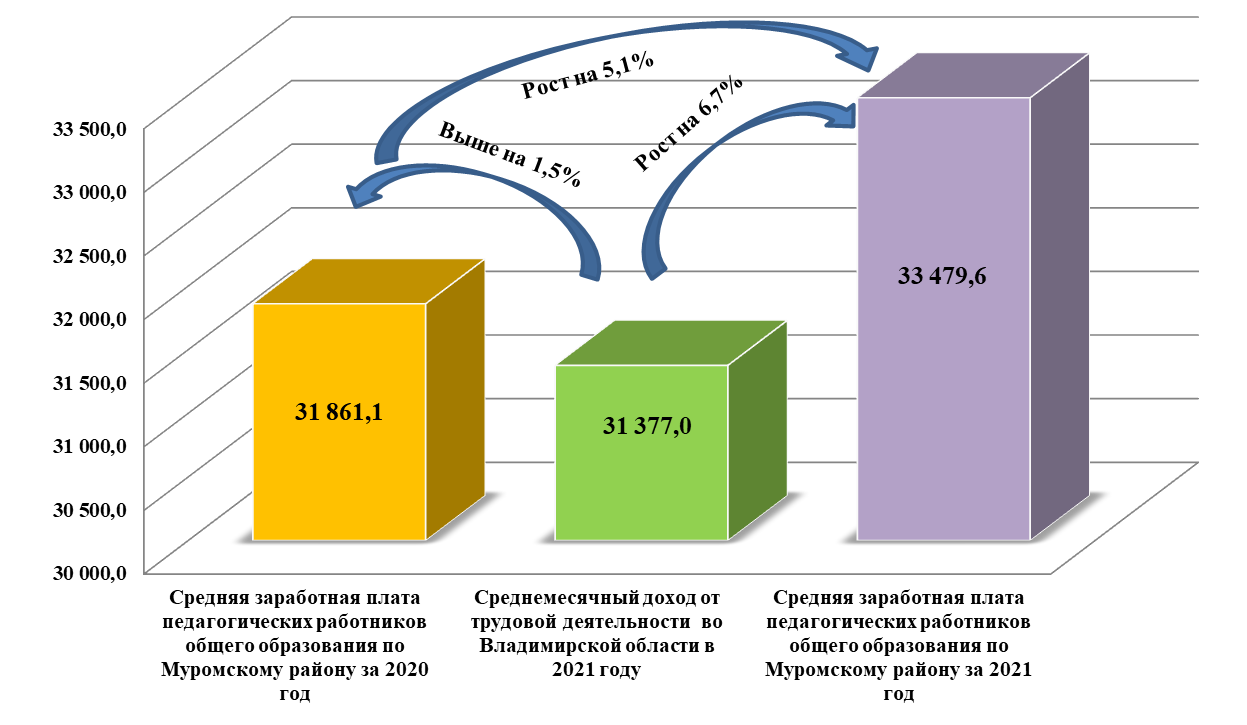 Рост на 5,1%
Выше на 1,5%
Рост на 6,7%
33 500,0
33 000,0
32 500,0
32 000,0
31 500,0
31 000,0
30 500,0
30 000,0
31 861,1
31 377,0
33 479,6
Средняя заработная плата
педагогических работников
общего образования по
Муромскому району за 2020
год
Среднемесячный доход от
трудовой деятельности во
Владимирской области в
2021 году
Средняя заработная плата
педагогических работников
общего образования по
Муромскому району за 2021
год